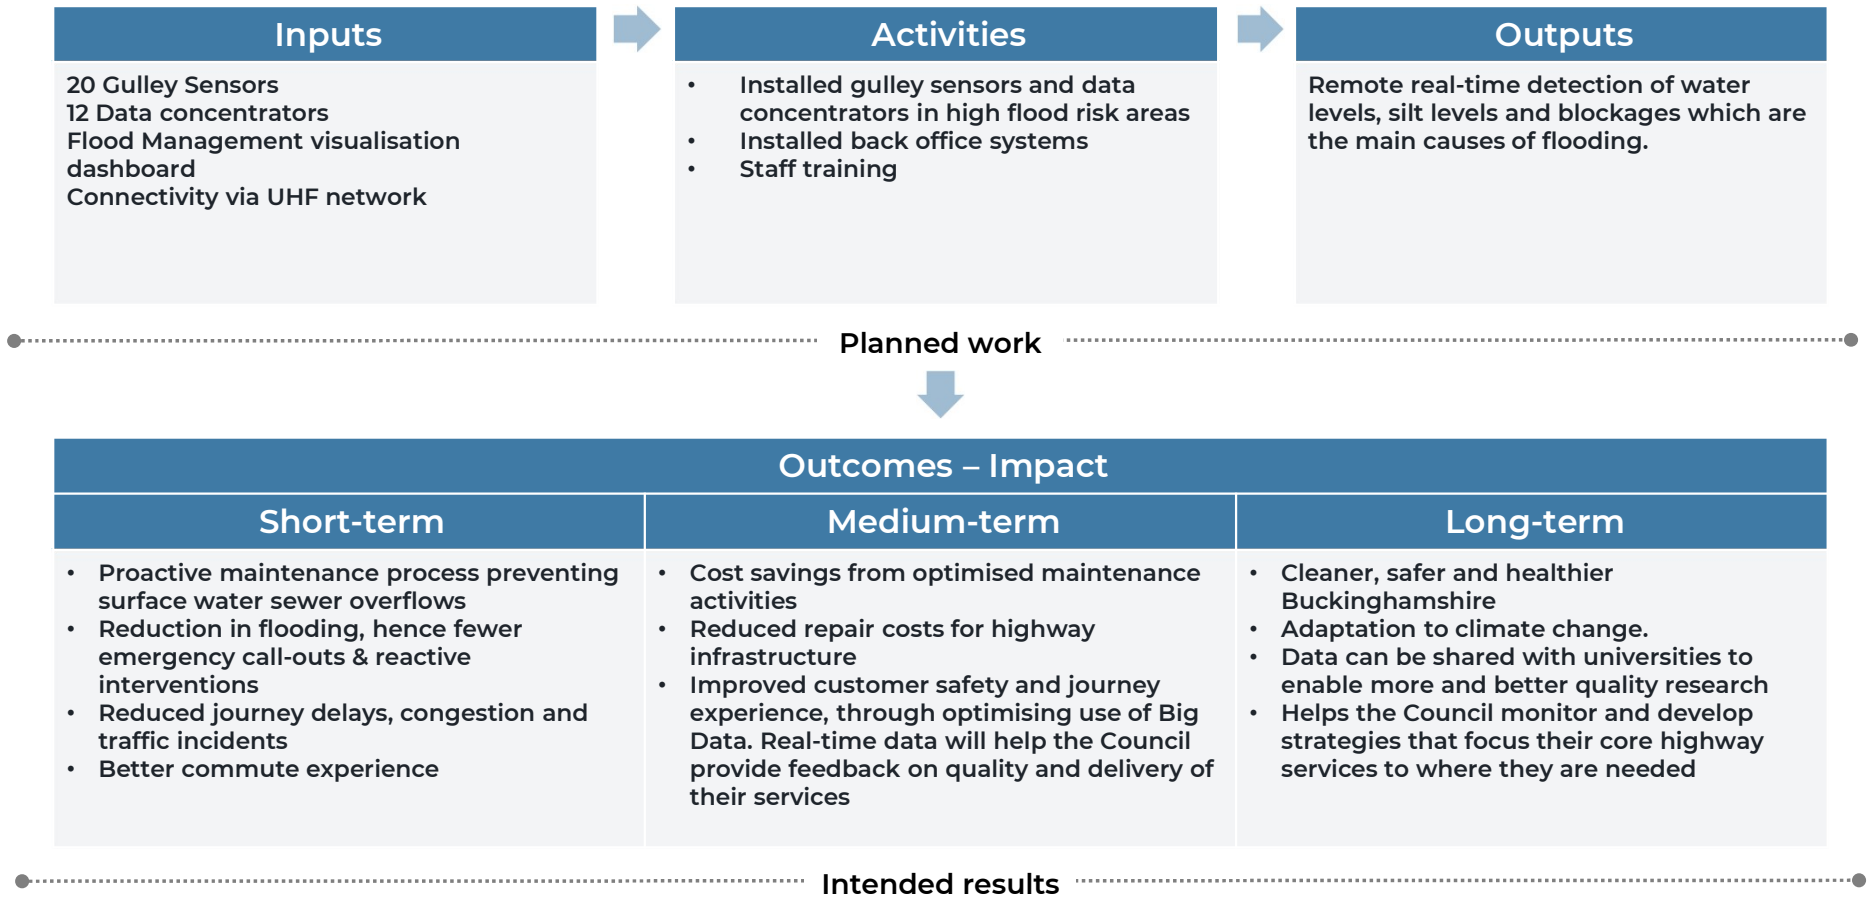 Inputs
20 Gulley Sensors
12 Data concentrators
Flood Management visualisation
dashboard
Connectivity via UHF network
Activities
• Installed gulley sensors and data
concentrators in high flood risk areas
• Installed back office systems
• Staff training
Outputs
Remote real-time detection of water
levels, silt levels and blockages which are
the main causes of flooding.
Planned work
Outcomes – Impact
Short-term
• Proactive maintenance process preventing
surface water sewer overflows
• Reduction in flooding, hence fewer
emergency call-outs & reactive
interventions
• Reduced journey delays, congestion and
traffic incidents
• Better commute experience
Medium-term
• Cost savings from optimised maintenance
activities
• Reduced repair costs for highway
infrastructure
• Improved customer safety and journey
experience, through optimising use of Big
Data. Real-time data will help the Council
provide feedback on quality and delivery of
their services
Long-term
• Cleaner, safer and healthier
Buckinghamshire
• Adaptation to climate change.
• Data can be shared with universities to
enable more and better quality research
• Helps the Council monitor and develop
strategies that focus their core highway
services to where they are needed
Intended results